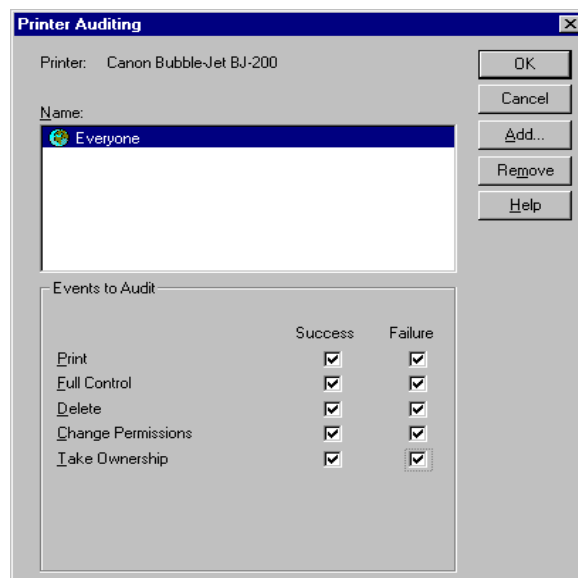 Printer Auditing
Printer: Canon Bubble-Jet BJ-200
OK
Cancel
Name:
Add...
Everyone
Remove
Help
Events to Audit
Success Failure
Print
Full Control
Delete
Change Permissions
Take Ownership